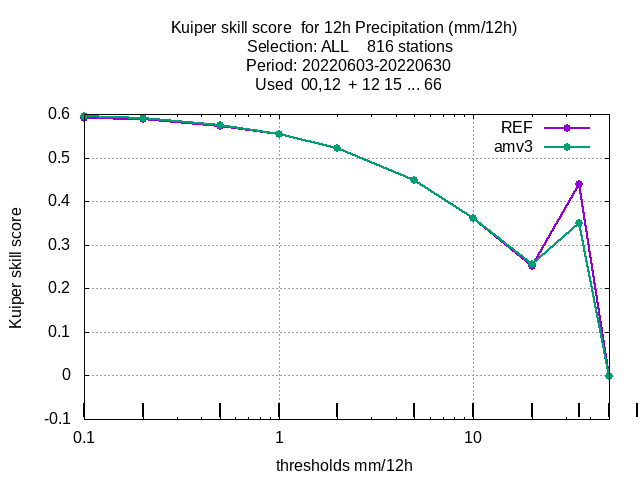 Kuiper skill score  for 12h Precipitation (mm/12h)
Selection: ALL    816 stations
Period: 20220603-20220630
Used  00,12  + 12 15 ... 66
REF
amv3
0.6
0.5
0.4
0.3
0.2
0.1
0
-0.1
Kuiper skill score
0.1 1 10
thresholds mm/12h